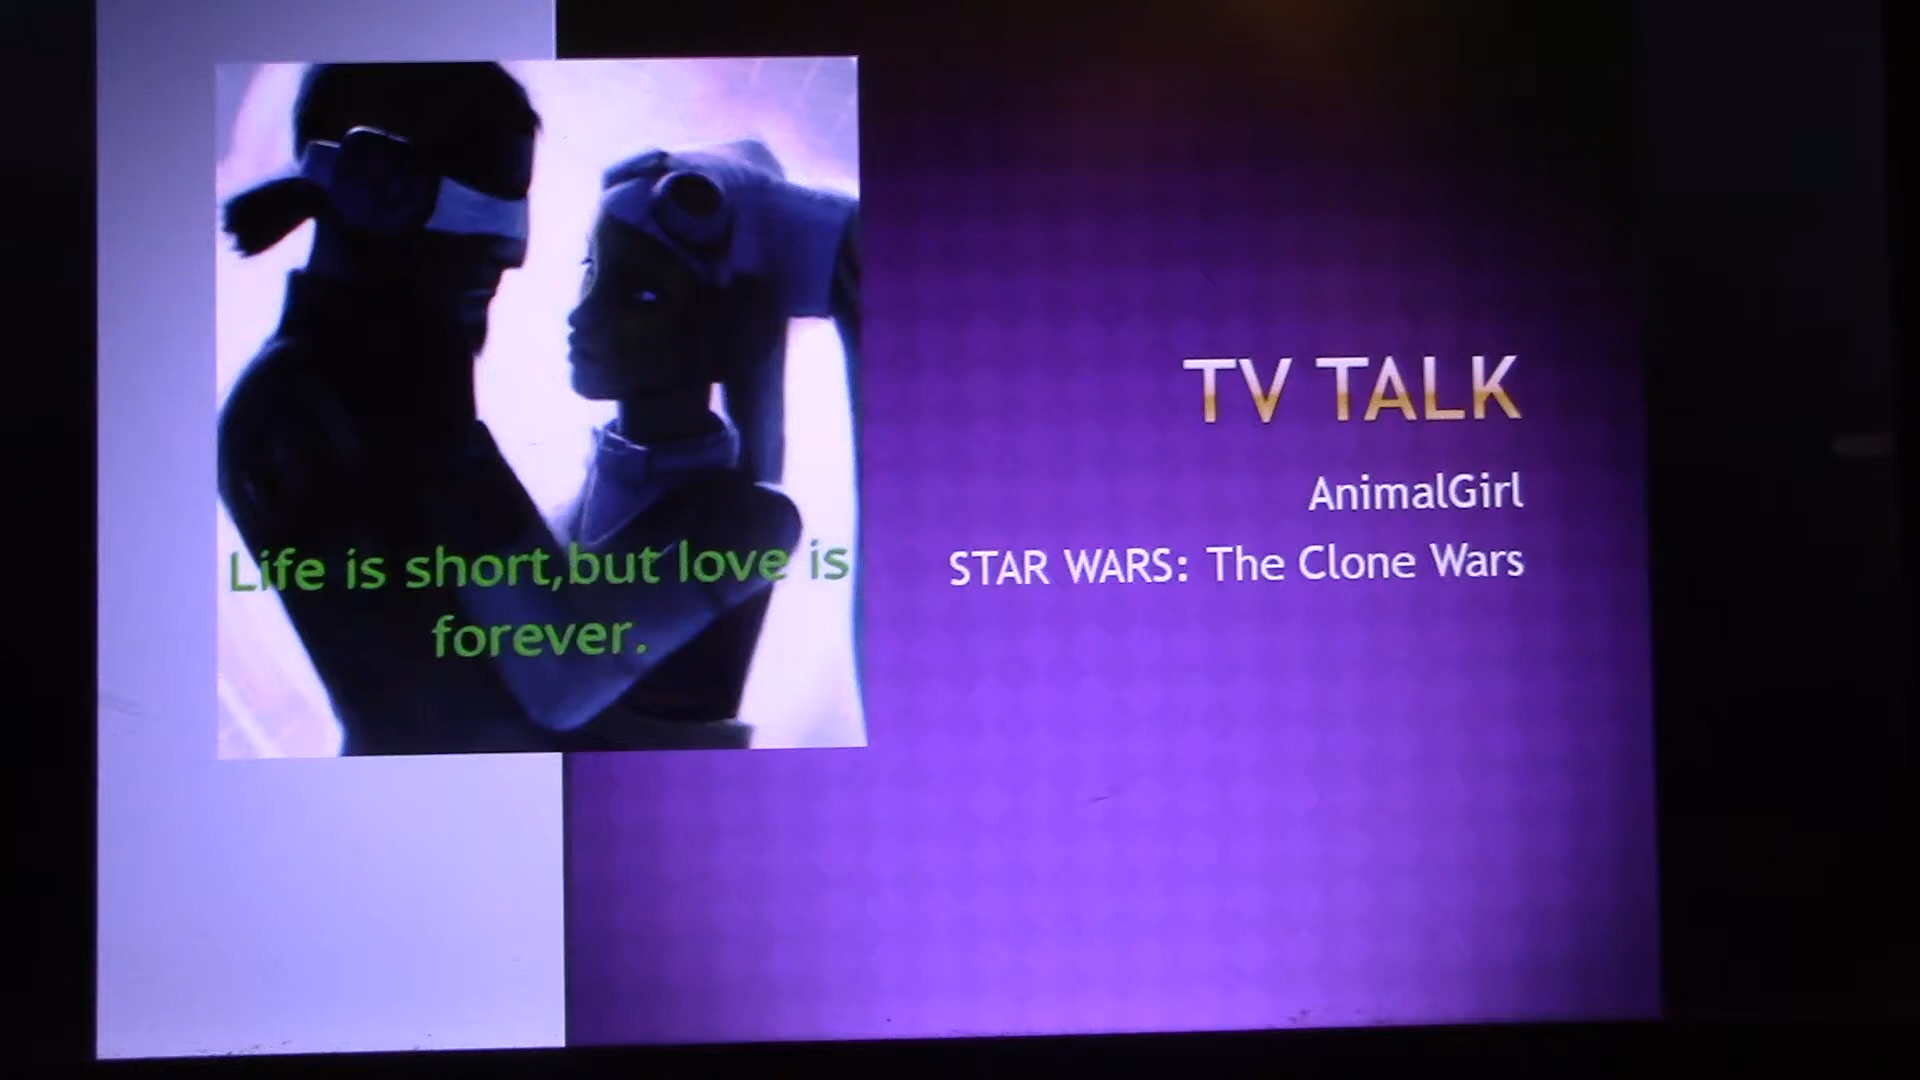 Life is short,but love is
forever.
TV TALK
AnimalGirl
STAR WARS: The Clone Wars